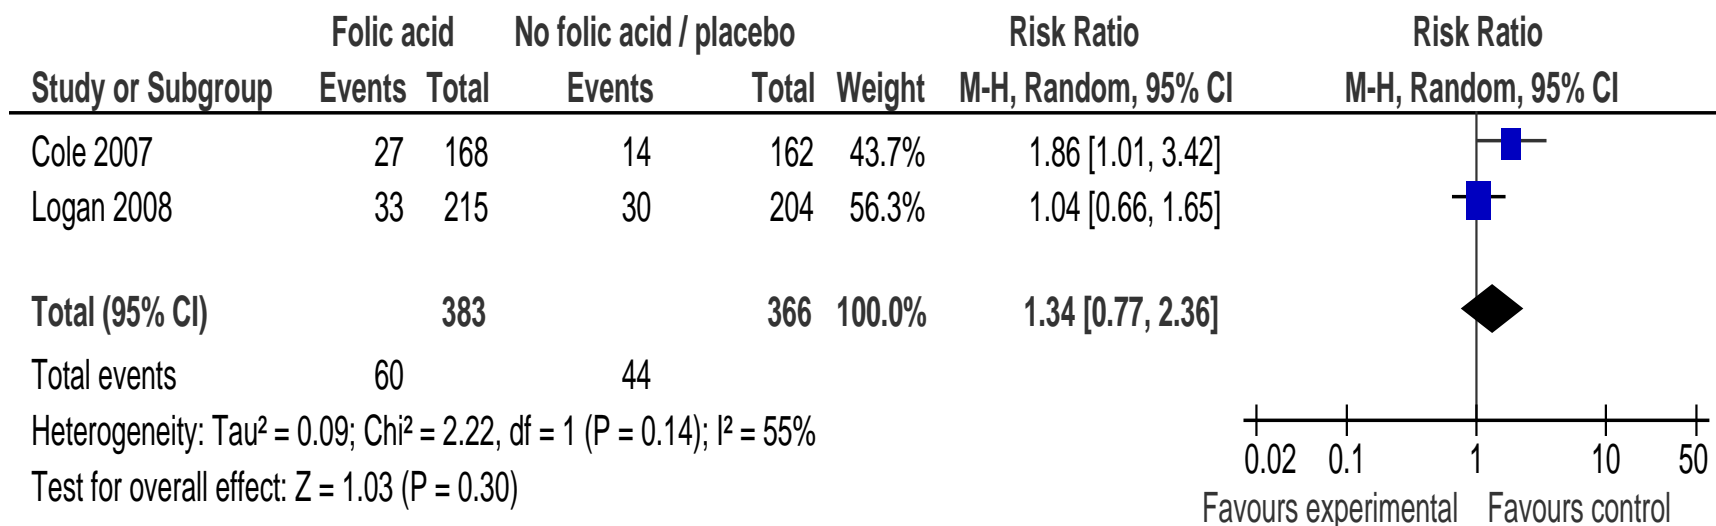 Folic acid No folic acid / placebo Risk Ratio Risk Ratio
Study or Subgroup Events Total Events Total Weight M-H, Random, 95% CI M-H, Random, 95% CI
Cole 2007 27 168 14 162 43.7% 1.86 [1.01, 3.42]
Logan 2008 33 215 30 204 56.3% 1.04 [0.66, 1.65]
Total (95% CI) 383 366 100.0% 1.34 [0.77, 2.36]
Total events 60 44
Heterogeneity: Tau² = 0.09; Chi² = 2.22, df = 1 (P = 0.14); I² = 55%
Test for overall effect: Z = 1.03 (P = 0.30)
0.02 0.1 1 10 50
Favours experimental Favours control